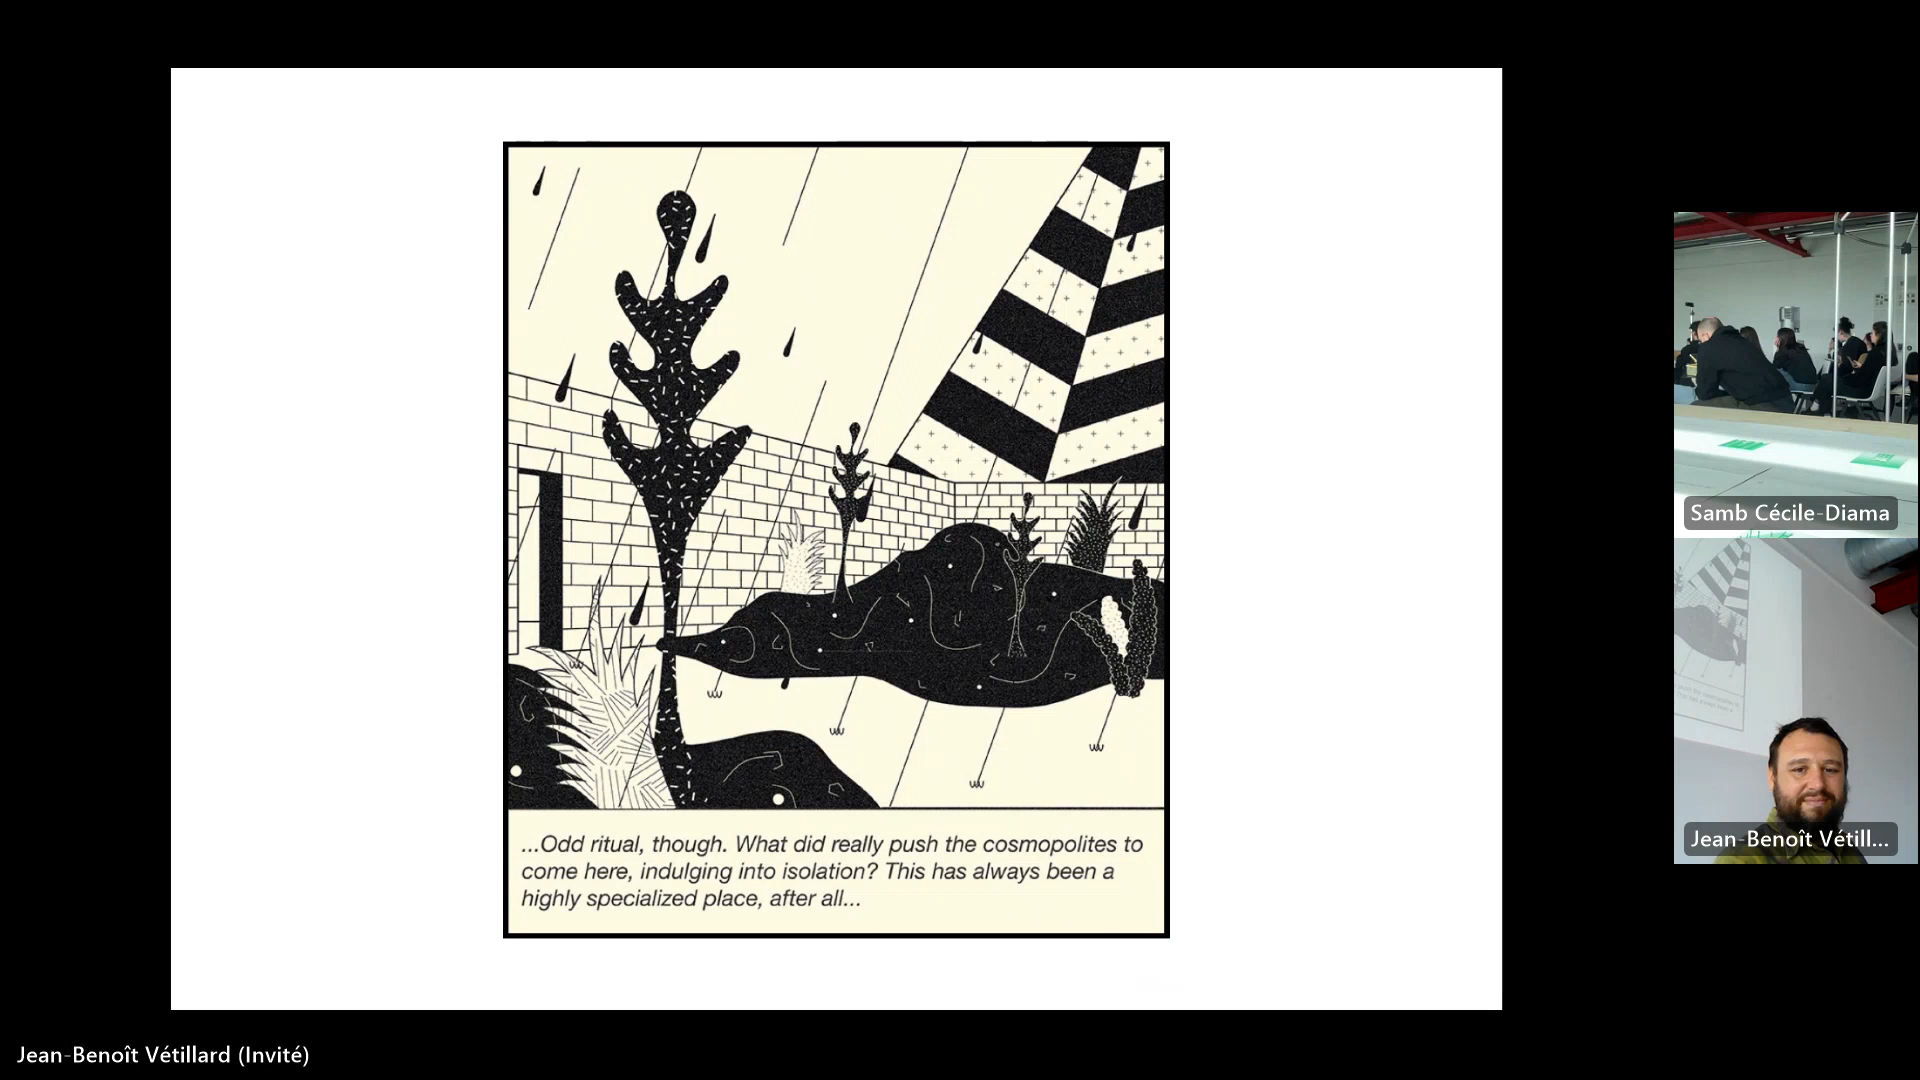 ...Odd ritual, though. What did really push the cosmopolites to
come here, indulging into isolation? This has always been a
highly specialized place, after all...
Samb Cécile-Diama
Jean-Benoît Vétill...
Jean-Benoît Vétillard (Invité)